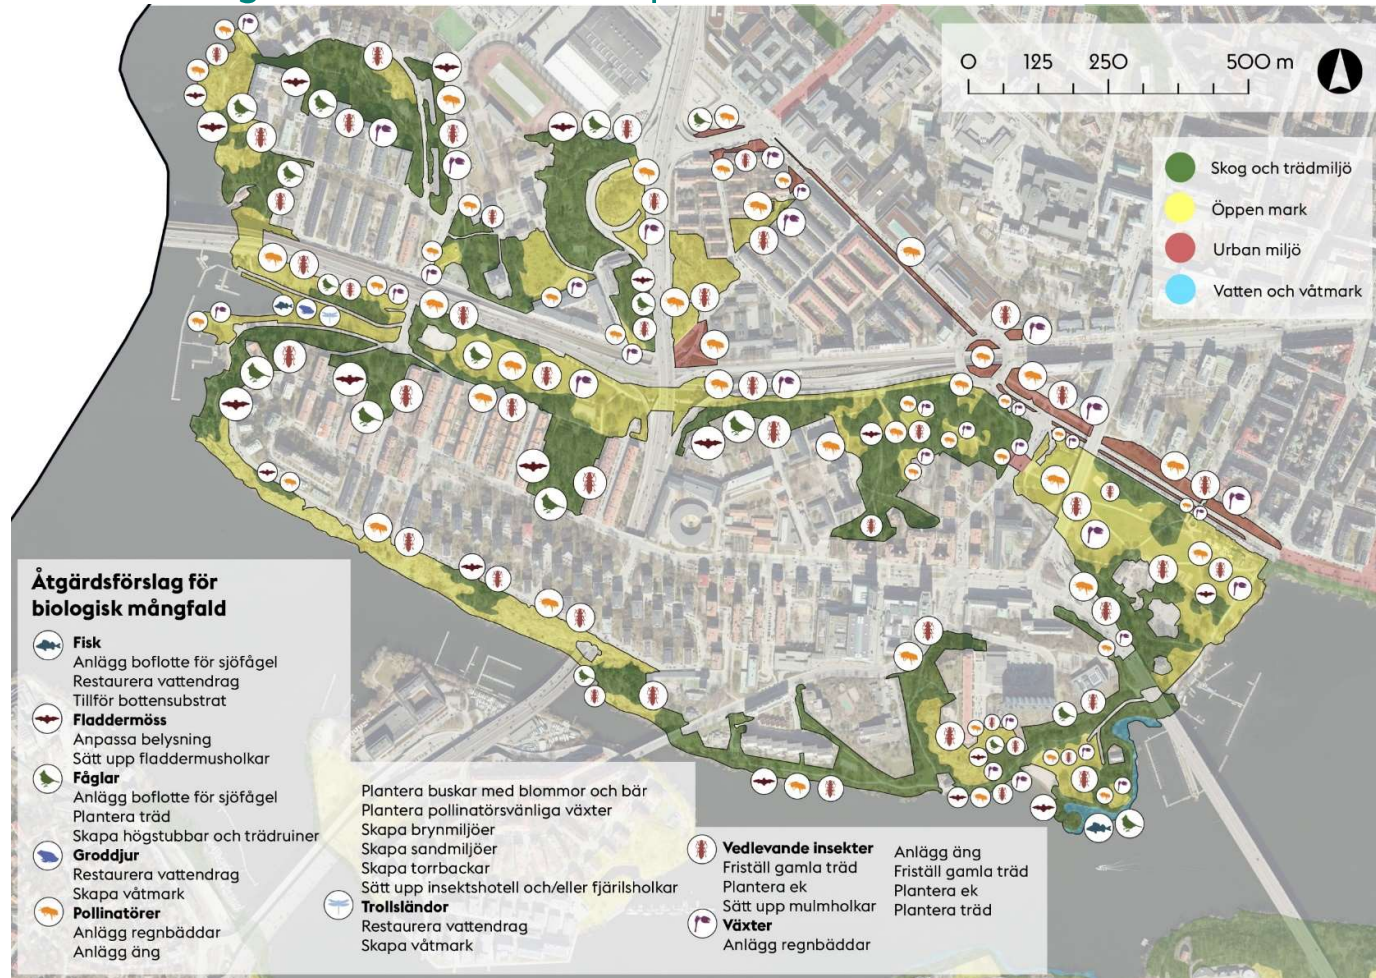 0 125 250 500 m
Skog och trädmiljö
Öppen mark
Urban miljö
Vatten och våtmark
Åtgärdsförslag för
biologisk mångfald
Fisk
Anlägg boflotte för sjöfågel
Restaurera vattendrag
Tillför bottensubstrat
Fladdermöss
Anpassa belysning
Sätt upp fladdermusholkar
Fåglar
Anlägg boflotte för sjöfågel
Plantera träd
Skapa högstubbar och trädruiner
Groddjur
Restaurera vattendrag
Skapa våtmark
Pollinatörer
Anlägg regnbäddar
Anlägg äng
Plantera buskar med blommor och bär
Plantera pollinatörsvänliga växter
Skapa brynmiljöer
Skapa sandmiljöer
Skapa torrbackar
Sätt upp insektshotell och/eller fjärilsholkar
Trollsländor
Restaurera vattendrag
Skapa våtmark
Vedlevande insekter
Friställ gamla träd
Plantera ek
Sätt upp mulmholkar
Växter
Anlägg regnbäddar
Anlägg äng
Friställ gamla träd
Plantera ek
Plantera träd